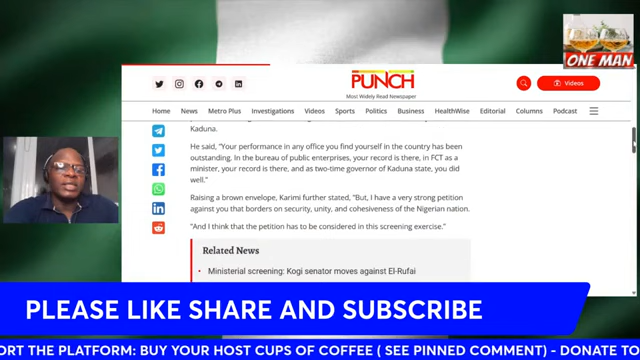 ONE MAN
PUNCH
Most Widely Read Newspaper
Videos
Home News Metro Plus Investigations Videos Sports Politics Business HealthWise Editorial Columns Podcast
Kaduna.
He said, “Your performance in any office you find yourself in the country has been
outstanding. In the bureau of public enterprises, your record is there, in FCT as a
minister, your record is there, and as two-time governor of Kaduna state, you did
well.”
Raising a brown envelope, Karimi further stated, “But, I have a very strong petition
against you that borders on security, unity, and cohesiveness of the Nigerian nation.
“And I think that the petition has to be considered in this screening exercise.”
Related News
• Ministerial screening: Kogi senator moves against El-Rufai
PLEASE LIKE SHARE AND SUBSCRIBE
ORT THE PLATFORM: BUY YOUR HOST CUPS OF COFFEE ( SEE PINNED COMMENT) - DONATE TO